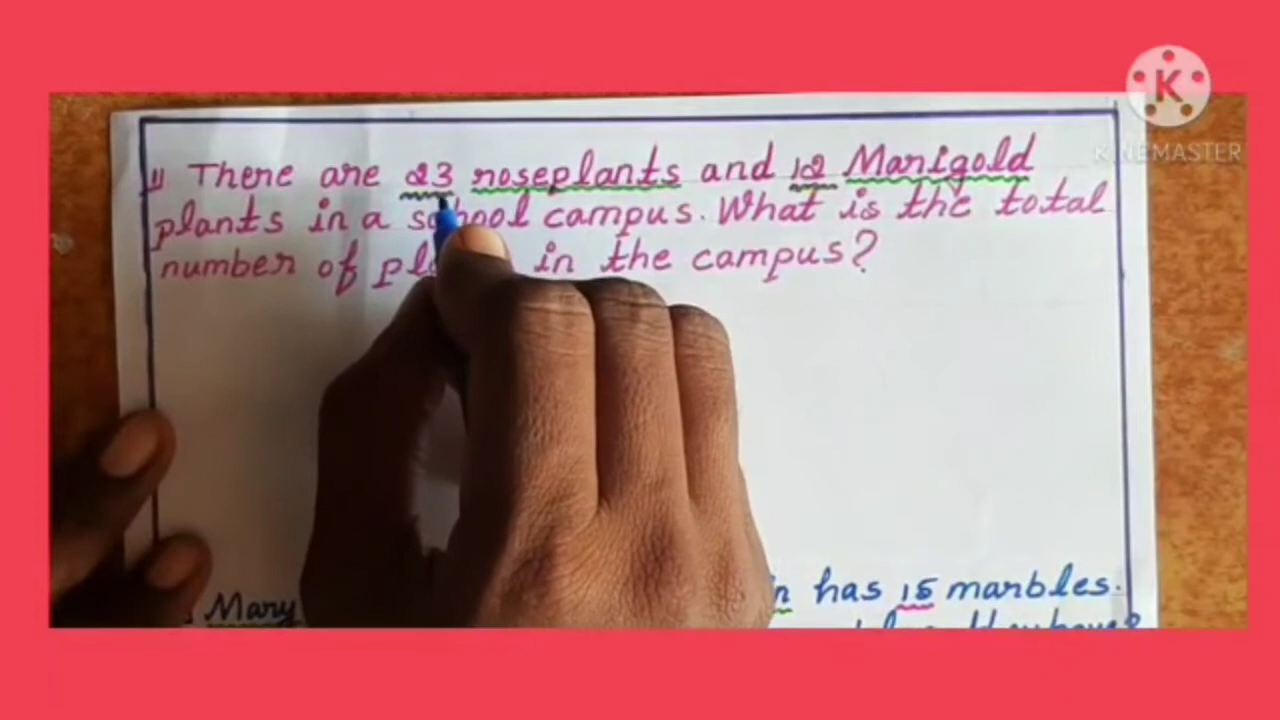 1) There are 23 roseplants and 12 Marigold
plants in a school campus. What is the total
number of in the campus?
Mary has 15 marbles.
K
KINEMASTER